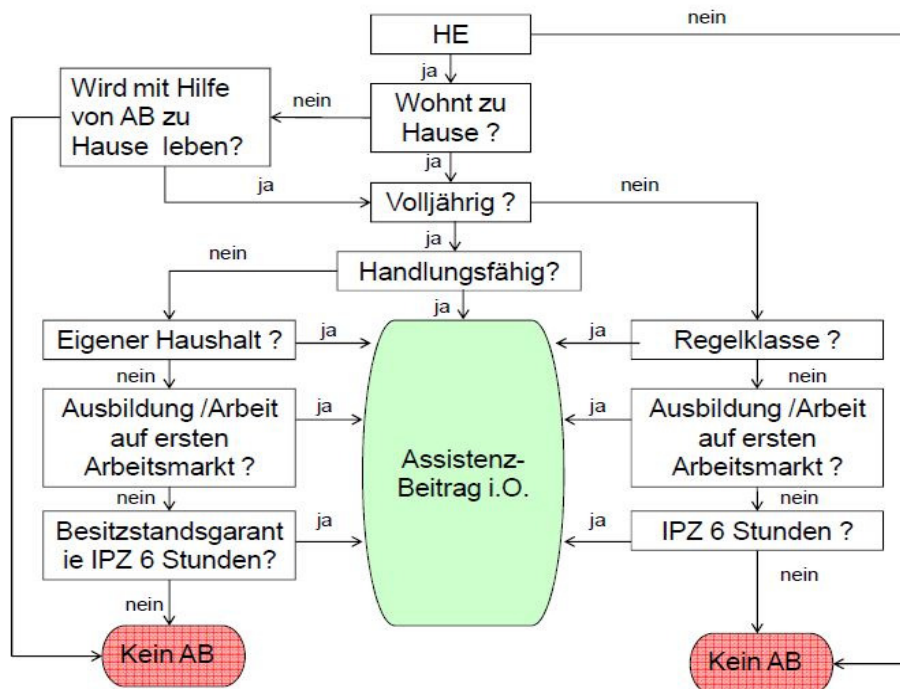 HE
nein
ja
Wird mit Hilfe
von AB zu
Hause leben?
nein
Wohnt zu
Hause ?
ja
ja
Volljährig ?
nein
ja
nein
Handlungsfähig?
ja
Eigener Haushalt ?
ja
ja
Regelklasse ?
nein
nein
Ausbildung /Arbeit
auf ersten
Arbeitsmarkt ?
ja
Assistenz-
Beitrag i.O.
ja
Ausbildung /Arbeit
auf ersten
Arbeitsmarkt ?
nein
nein
Besitzstandsgarant
ie IPZ 6 Stunden?
ja
ja
IPZ 6 Stunden ?
nein
nein
Kein AB
Kein AB